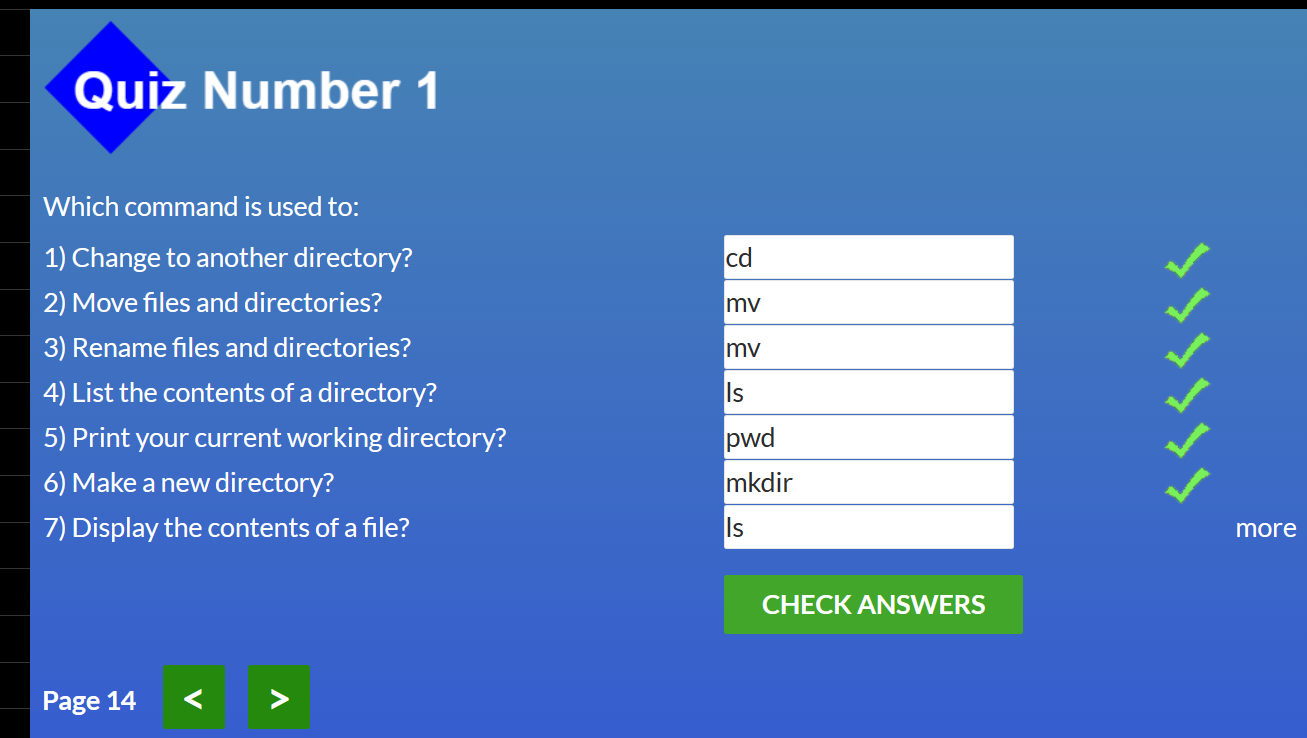 Quiz Number 1
Which command is used to:
1) Change to another directory? cd
2) Move files and directories? mv
3) Rename files and directories? mv
4) List the contents of a directory? ls
5) Print your current working directory? pwd
6) Make a new directory? mkdir
7) Display the contents of a file? ls more
CHECK ANSWERS
Page 14 < >